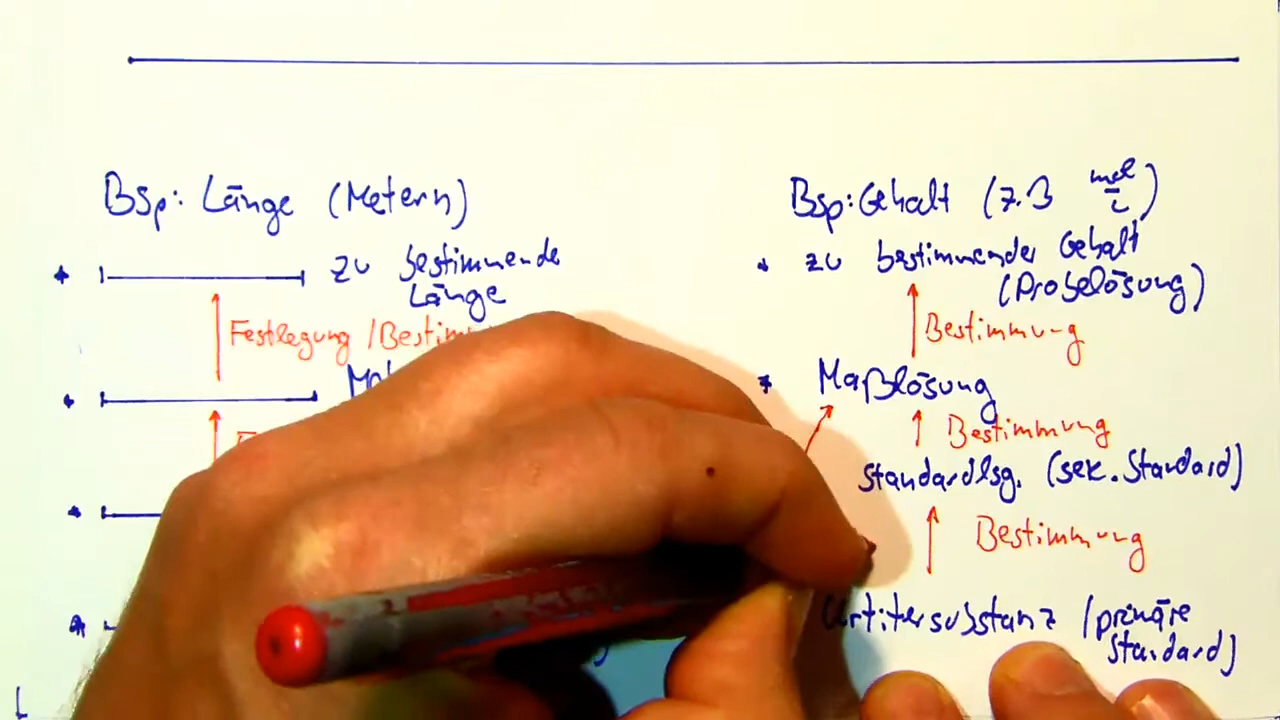 Bsp: Länge (Metern)
zu bestimmende
Länge
Festlegung /Bestim
Bsp: Gehalt (z.B mol
L)
zu bestimmender Gehalt
(Probelösung)
Bestimmung
Maßlösung
Bestimmung
Standardlsg. (sek. Standard)
Bestimmung
Urtitersubstanz (primäre
Standard)